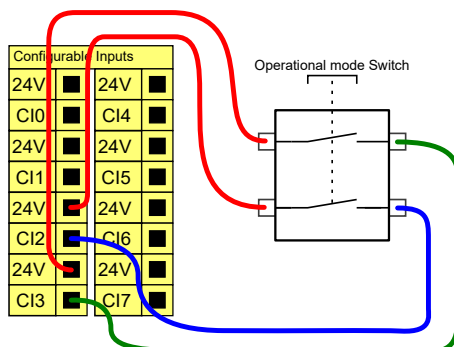 Configurable Inputs
Operational mode Switch
24V 24V
CI0 CI4
24V 24V
CI1 CI5
24V 24V
CI2 CI6
24V 24V
CI3 CI7